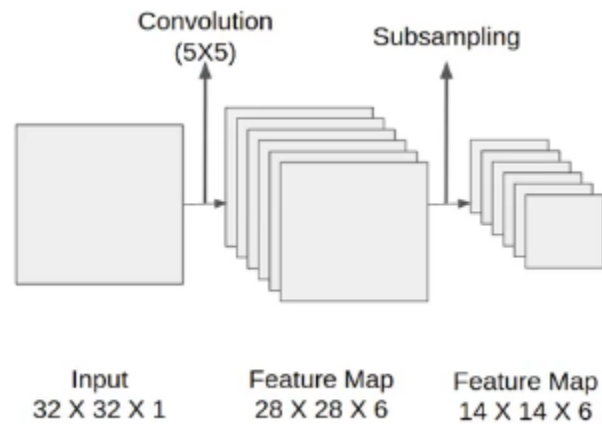 Convolution
(5X5)
Subsampling
Input
32 X 32 X 1
Feature Map
28 X 28 X 6
Feature Map
14 X 14 X 6